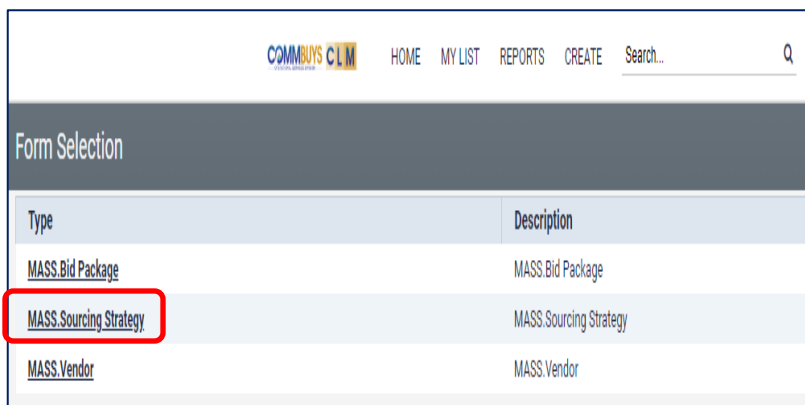 COMMBUYS CLM HOME MY LIST REPORTS CREATE Search...
Form Selection
Type Description
MASS.Bid Package MASS.Bid Package
MASS.Sourcing Strategy MASS.Sourcing Strategy
MASS.Vendor MASS.Vendor